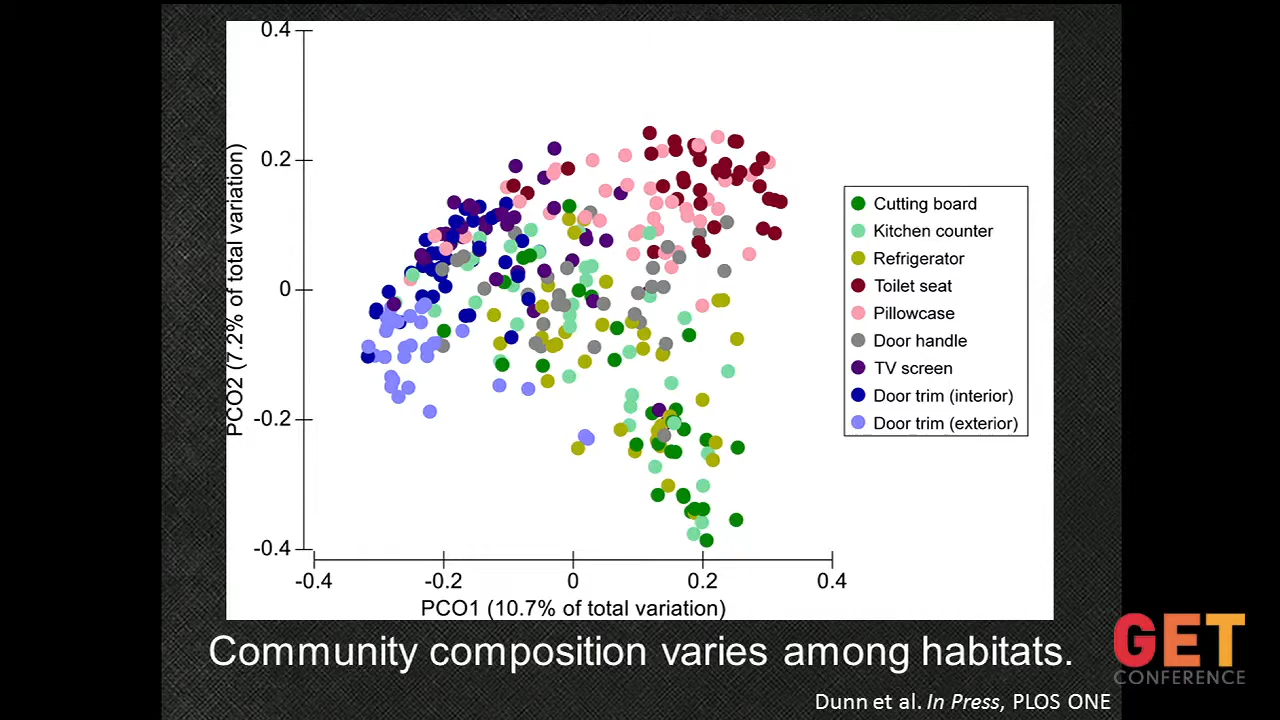 0.4
0.2
0
-0.2
-0.4
PCO2 (7.2% of total variation)
-0.4
-0.2
0
0.2
0.4
PCO1 (10.7% of total variation)
Cutting board
Kitchen counter
Refrigerator
Toilet seat
Pillowcase
Door handle
TV screen
Door trim (interior)
Door trim (exterior)
Community composition varies among habitats.
Dunn et al. In Press, PLOS ONE
GET
CONFERENCE